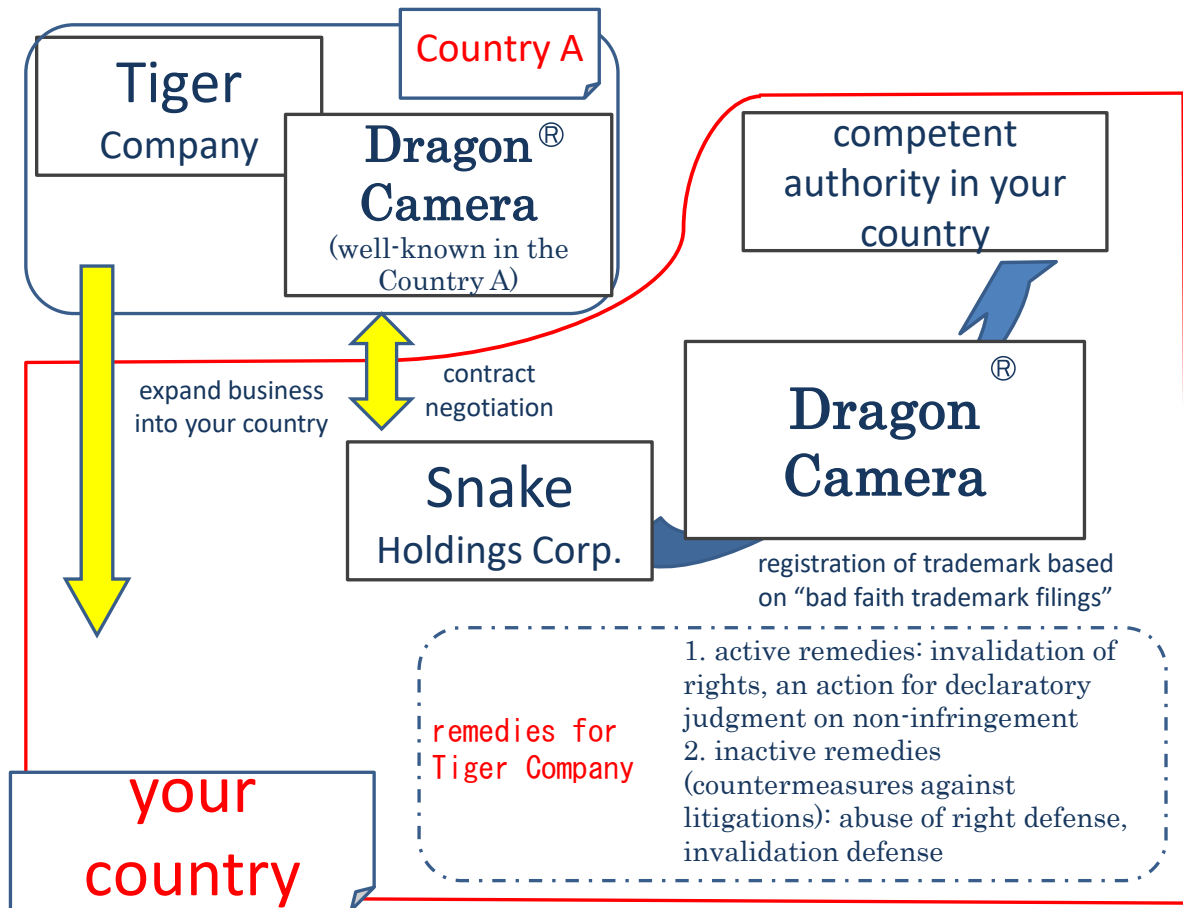 Country A
Tiger
Company
Dragon ®
Camera
(well-known in the
Country A)
competent
authority in your
country
expand business
into your country
contract
negotiation
Snake
Holdings Corp.
®
Dragon
Camera
registration of trademark based
on “bad faith trademark filings”
remedies for
Tiger Company
1. active remedies: invalidation of
rights, an action for declaratory
judgment on non-infringement
2. inactive remedies
(countermeasures against
litigations): abuse of right defense,
invalidation defense
your
country